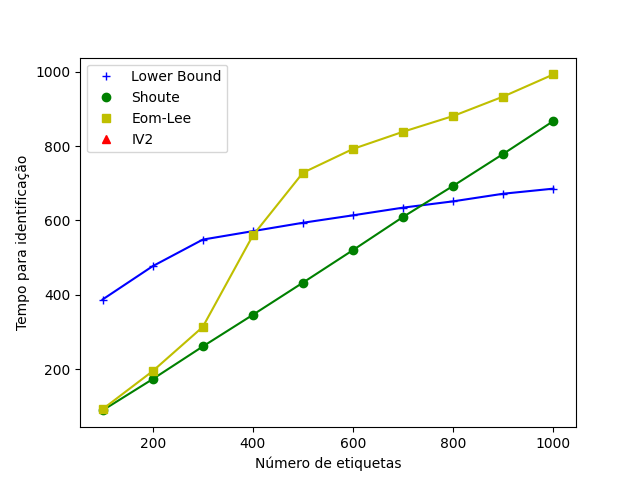 Lower Bound
Shoute
Eom-Lee
IV2
1000
800
600
400
200
Tempo para identificação
200 400 600 800 1000
Número de etiquetas